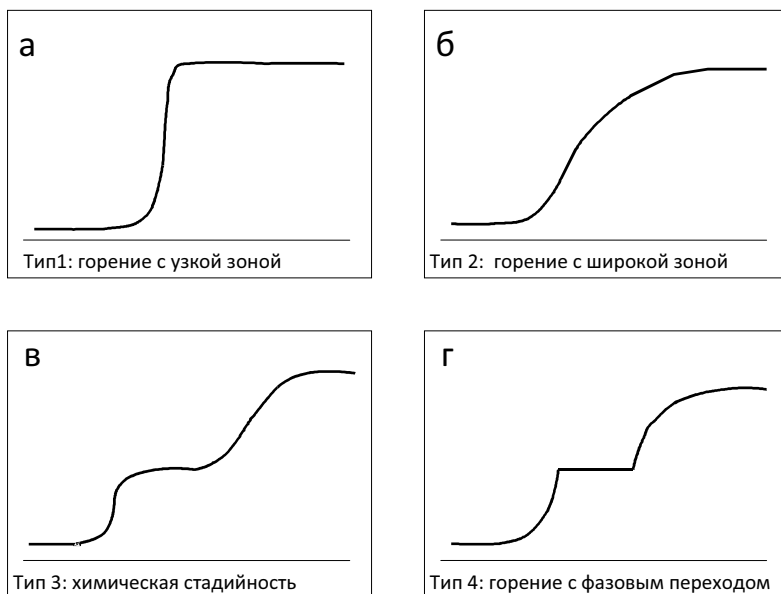 а
Тип1: горение с узкой зоной
б
Тип 2:  горение с широкой зоной
в
Тип 3: химическая стадийность
г
Тип 4: горение с фазовым переходом